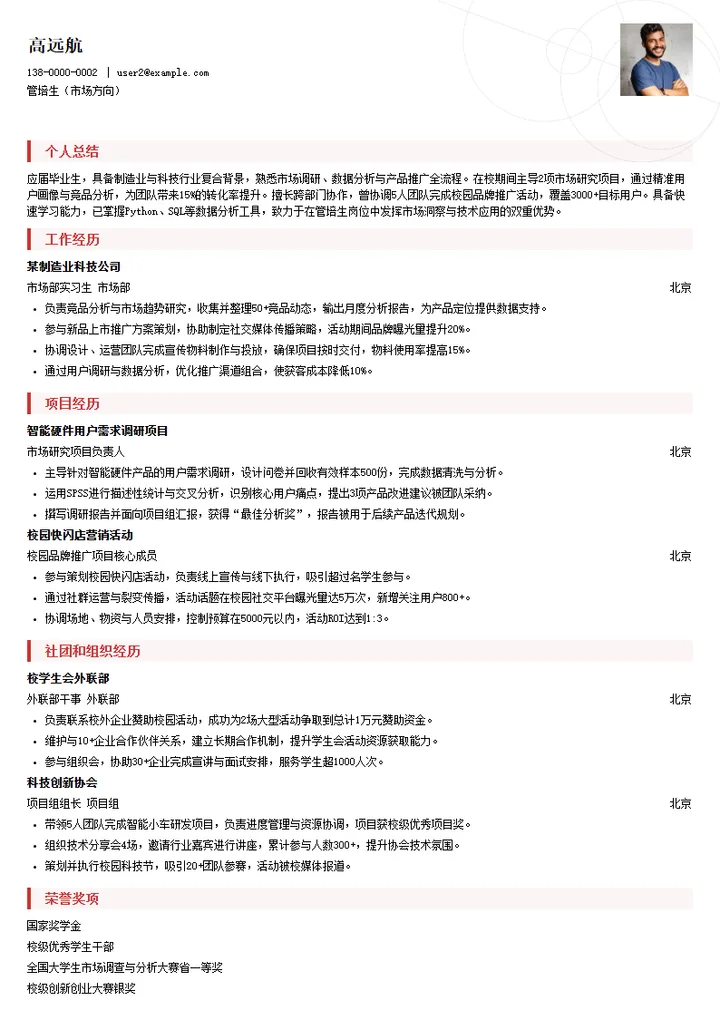 高远航
138-0000-0002 | user2@example.com
管培生（市场方向）
个人总结
应届毕业生，具备制造业与科技行业复合背景，熟悉市场调研、数据分析与产品推广全流程。在校期间主导2项市场研究项目，通过精准用
户画像与竞品分析，为团队带来15%的转化率提升。擅长跨部门协作，曾协调5人团队完成校园品牌推广活动，覆盖3000+目标用户。具备快
速学习能力，已掌握Python、SQL等数据分析工具，致力于在管培生岗位中发挥市场洞察与技术应用的双重优势。
工作经历
某制造业科技公司
市场部实习生 市场部 北京
• 负责竞品分析与市场趋势研究，收集并整理50+竞品动态，输出月度分析报告，为产品定位提供数据支持。
• 参与新品上市推广方案策划，协助制定社交媒体传播策略，活动期间品牌曝光量提升20%。
• 协调设计、运营团队完成宣传物料制作与投放，确保项目按时交付，物料使用率提高15%。
• 通过用户调研与数据分析，优化推广渠道组合，使获客成本降低10%。
项目经历
智能硬件用户需求调研项目
市场研究项目负责人 北京
• 主导针对智能硬件产品的用户需求调研，设计问卷并回收有效样本500份，完成数据清洗与分析。
• 运用SPSS进行描述性统计与交叉分析，识别核心用户痛点，提出3项产品改进建议被团队采纳。
• 撰写调研报告并面向项目组汇报，获得“最佳分析奖”，报告被用于后续产品迭代规划。
校园快闪店营销活动
校园品牌推广项目核心成员 北京
• 参与策划校园快闪店活动，负责线上宣传与线下执行，吸引超过名学生参与。
• 通过社群运营与裂变传播，活动话题在校园社交平台曝光量达5万次，新增关注用户800+。
• 协调场地、物资与人员安排，控制预算在5000元以内，活动ROI达到1:3。
社团和组织经历
校学生会外联部
外联部干事 外联部 北京
• 负责联系校外企业赞助校园活动，成功为2场大型活动争取到总计1万元赞助资金。
• 维护与10+企业合作伙伴关系，建立长期合作机制，提升学生会活动资源获取能力。
• 参与组织会，协助30+企业完成宣讲与面试安排，服务学生超1000人次。
科技创新协会
项目组组长 项目组 北京
• 带领5人团队完成智能小车研发项目，负责进度管理与资源协调，项目获校级优秀项目奖。
• 组织技术分享会4场，邀请行业嘉宾进行讲座，累计参与人数300+，提升协会技术氛围。
• 策划并执行校园科技节，吸引20+团队参赛，活动被校媒体报道。
荣誉奖项
国家奖学金
校级优秀学生干部
全国大学生市场调查与分析大赛省一等奖
校级创新创业大赛银奖